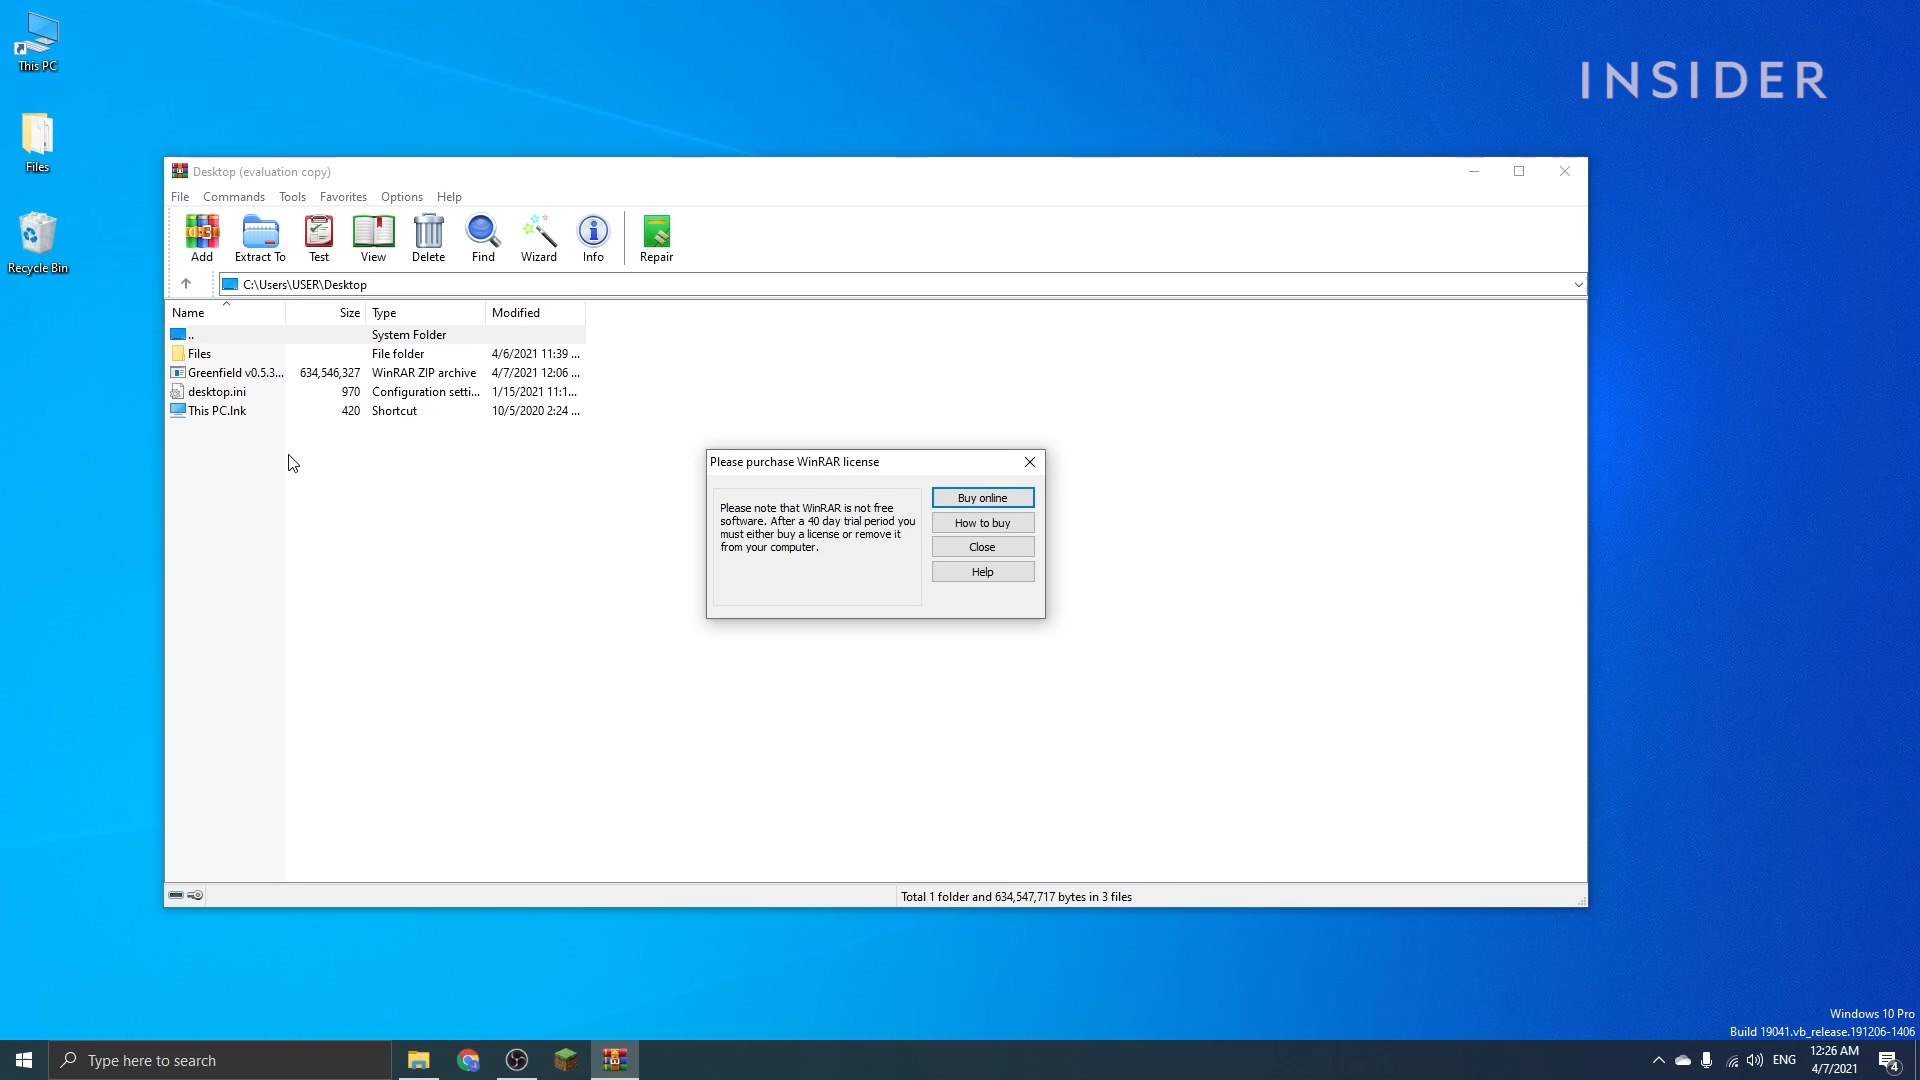 This PC
Files
Recycle Bin
INSIDER
Desktop (evaluation copy)
File Commands Tools Favorites Options Help
Add Extract To Test View Delete Find Wizard Info Repair
C:\Users\USER\Desktop
Name Size Type Modified
.. System Folder
Files File folder 4/6/2021 11:39 ...
Greenfield v0.5.3... 634,546,327 WinRAR ZIP archive 4/7/2021 12:06 ...
desktop.ini 970 Configuration setti... 1/15/2021 11:1...
This PC.lnk 420 Shortcut 10/5/2020 2:24 ...
Please purchase WinRAR license
Please note that WinRAR is not free
software. After a 40 day trial period you
must either buy a license or remove it
from your computer.
Buy online
How to buy
Close
Help
Total 1 folder and 634,547,717 bytes in 3 files
Windows 10 Pro
Build 19041.vb_release.191206-1406
Type here to search
ENG
12:26 AM
4/7/2021
4